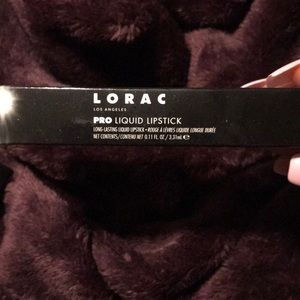 LORAC
LOS ANGELES
PRO LIQUID LIPSTICK
LONG-LASTING LIQUID LIPSTICK • ROUGE À LÈVRES LIQUIDE LONGUE DURÉE
NET CONTENTS/CONTENU NET 0.11 FL. OZ / 3.31mL ℮